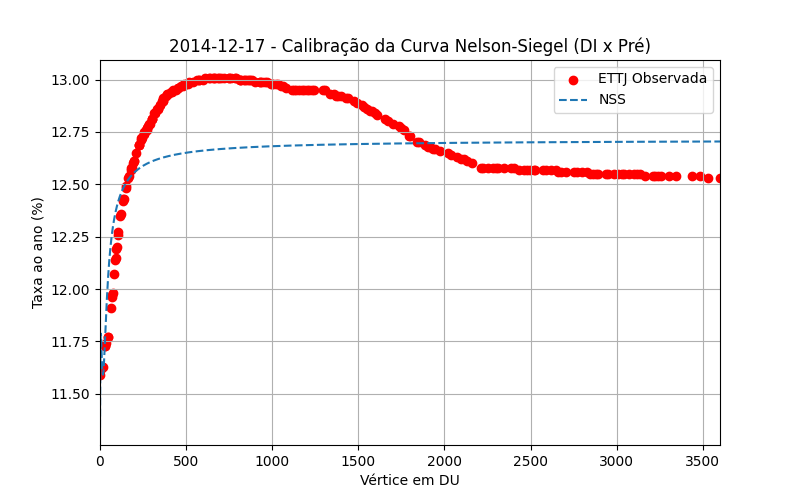 2014-12-17 - Calibração da Curva Nelson-Siegel (DI x Pré)
ETTJ Observada
NSS
Taxa ao ano (%)
13.00
12.75
12.50
12.25
12.00
11.75
11.50
0 500 1000 1500 2000 2500 3000 3500
Vértice em DU